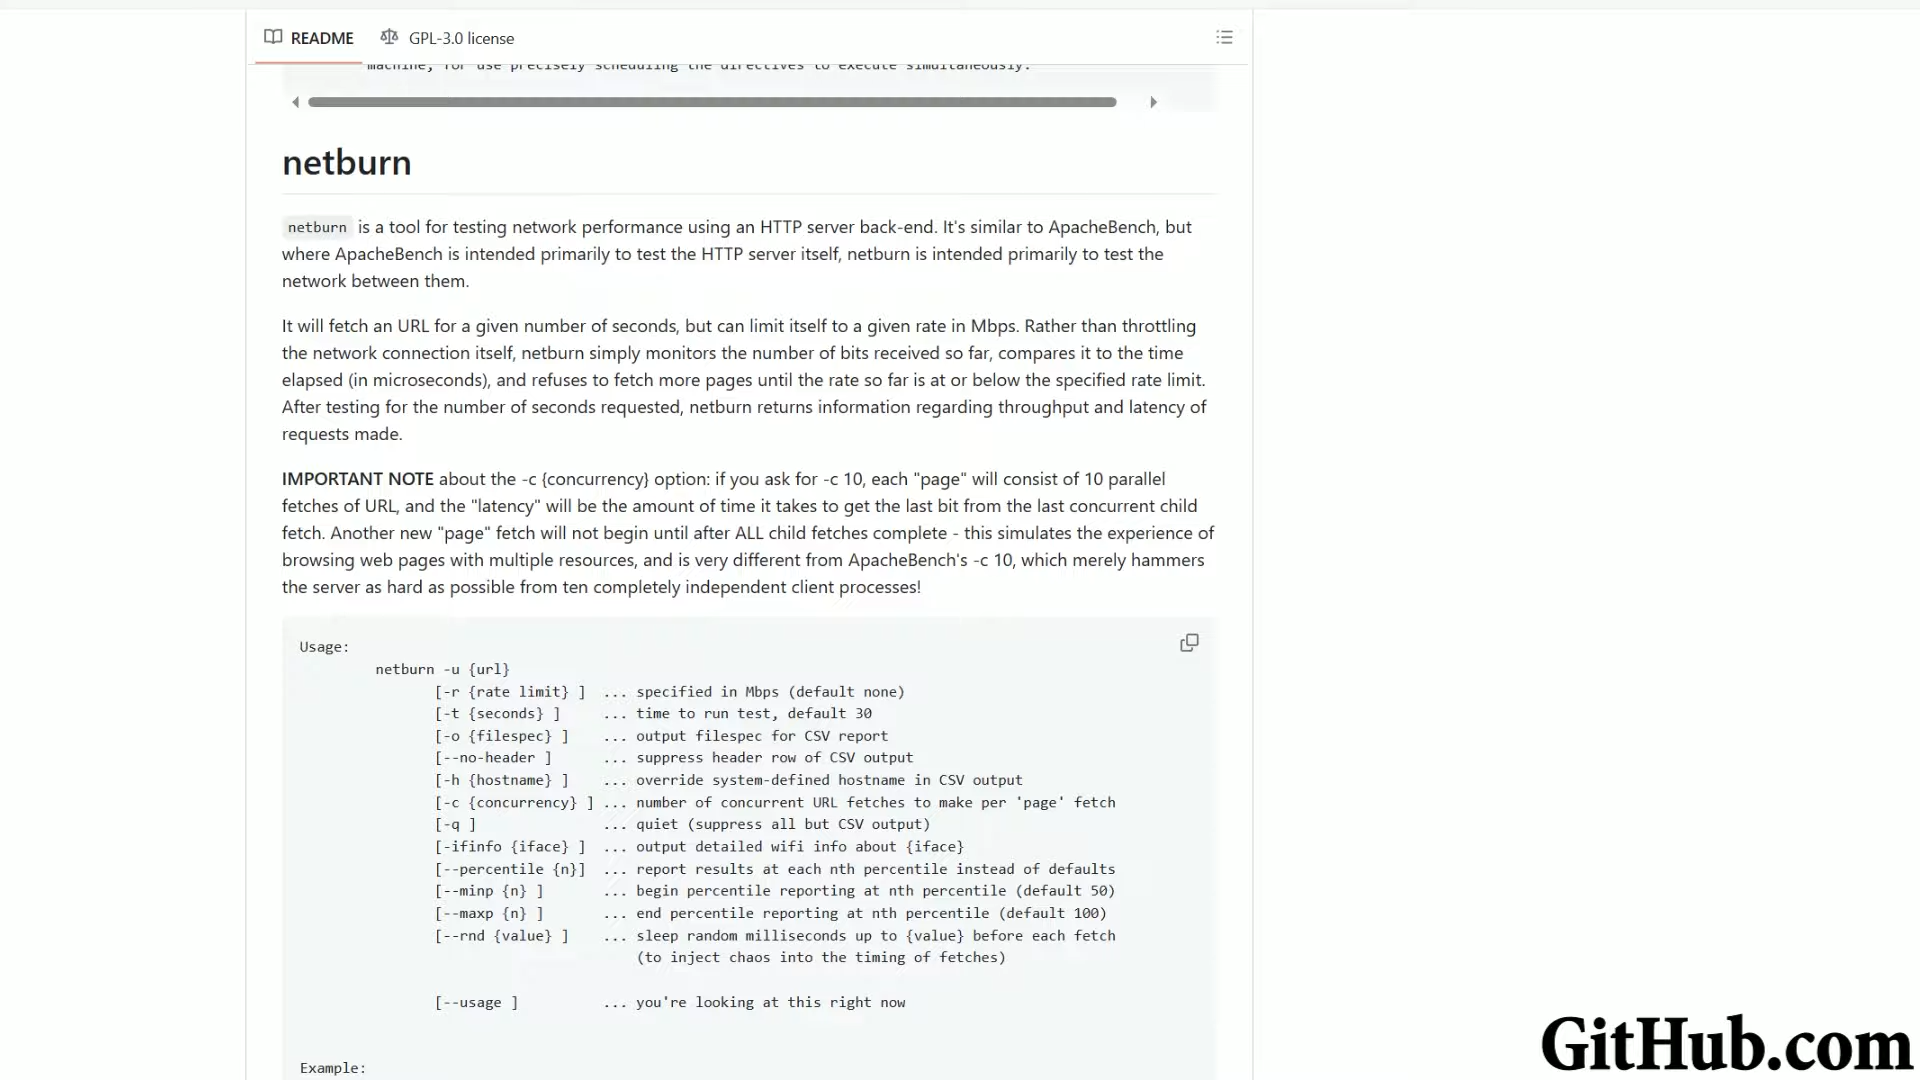 README GPL-3.0 license
machine, for use precisely scheduling the directives to execute simultaneously.
netburn
netburn is a tool for testing network performance using an HTTP server back-end. It's similar to ApacheBench, but
where ApacheBench is intended primarily to test the HTTP server itself, netburn is intended primarily to test the
network between them.
It will fetch an URL for a given number of seconds, but can limit itself to a given rate in Mbps. Rather than throttling
the network connection itself, netburn simply monitors the number of bits received so far, compares it to the time
elapsed (in microseconds), and refuses to fetch more pages until the rate so far is at or below the specified rate limit.
After testing for the number of seconds requested, netburn returns information regarding throughput and latency of
requests made.
IMPORTANT NOTE about the -c {concurrency} option: if you ask for -c 10, each "page" will consist of 10 parallel
fetches of URL, and the "latency" will be the amount of time it takes to get the last bit from the last concurrent child
fetch. Another new "page" fetch will not begin until after ALL child fetches complete - this simulates the experience of
browsing web pages with multiple resources, and is very different from ApacheBench's -c 10, which merely hammers
the server as hard as possible from ten completely independent client processes!
Usage:
netburn -u {url}
[-r {rate limit} ] ... specified in Mbps (default none)
[-t {seconds} ] ... time to run test, default 30
[-o {filespec} ] ... output filespec for CSV report
[--no-header ] ... suppress header row of CSV output
[-h {hostname} ] ... override system-defined hostname in CSV output
[-c {concurrency} ] ... number of concurrent URL fetches to make per 'page' fetch
[-q ] ... quiet (suppress all but CSV output)
[-ifinfo {iface} ] ... output detailed wifi info about {iface}
[--percentile {n}] ... report results at each nth percentile instead of defaults
[--minp {n} ] ... begin percentile reporting at nth percentile (default 50)
[--maxp {n} ] ... end percentile reporting at nth percentile (default 100)
[--rnd {value} ] ... sleep random milliseconds up to {value} before each fetch
(to inject chaos into the timing of fetches)
[--usage ] ... you're looking at this right now
Example:
GitHub.com